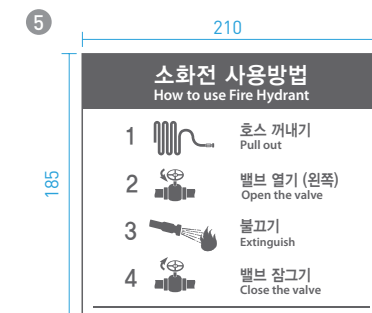 5
210
185
소화전 사용방법
How to use Fire Hydrant
1 호스 꺼내기
Pull out
2 밸브 열기 (왼쪽)
Open the valve
3 불끄기
Extinguish
4 밸브 잠그기
Close the valve